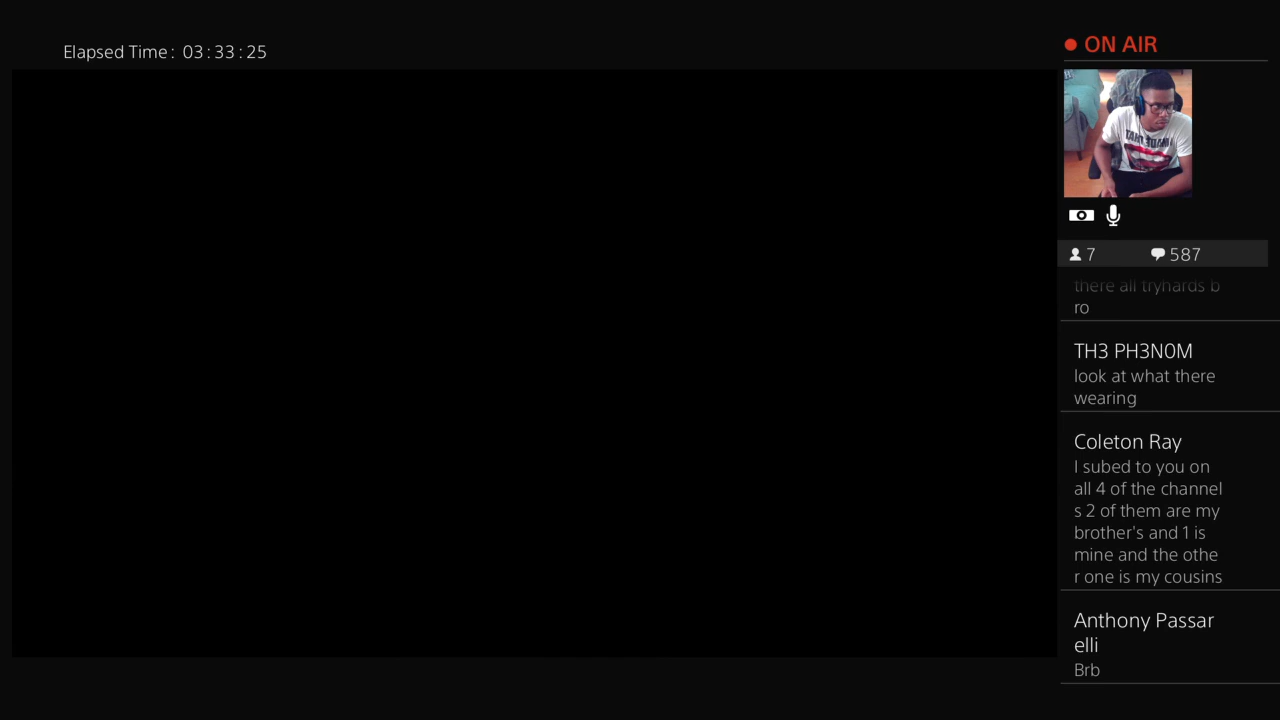 Elapsed Time: 03:33:25
ON AIR
7 587
there all tryhards b
ro
TH3 PH3N0M
look at what there
wearing
Coleton Ray
I subed to you on
all 4 of the channel
s 2 of them are my
brother's and 1 is
mine and the othe
r one is my cousins
Anthony Passar
elli
Brb